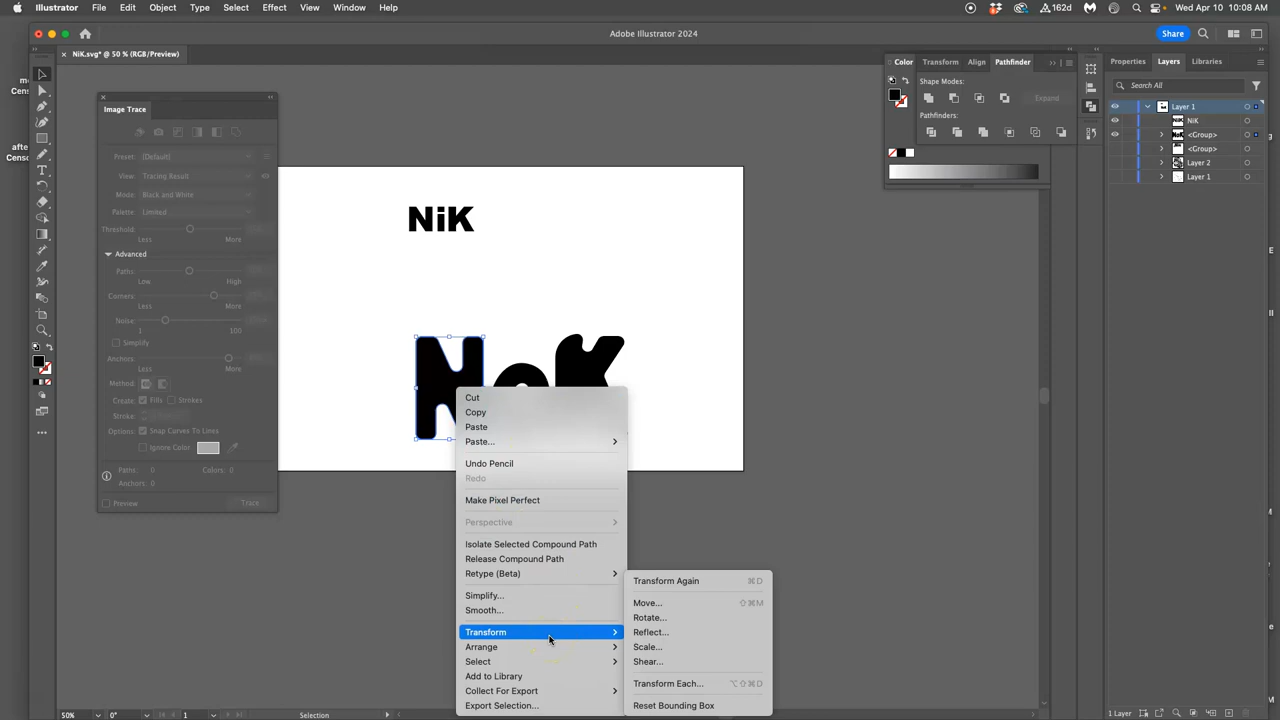 Illustrator File Edit Object Type Select Effect View Window Help 162d Wed Apr 10 10:08 AM
Adobe Illustrator 2024
Share
× NiK.svg* @ 50 % (RGB/Preview)
Image Trace
Preset: (Default)
View: Tracing Result
Mode: Black and White
Palette: Limited
Threshold:
Less More
Advanced
Paths:
Low High
Corners:
Less More
Noise:
1 100
Simplify
Anchors:
Less More
Method:
Create: Fills Strokes
Stroke:
Options: Snap Curves To Lines
Ignore Color
Paths: 0 Colors: 0
Anchors: 0
Preview Trace
after
NiK
Cut
Copy
Paste
Paste...
Undo Pencil
Redo
Make Pixel Perfect
Perspective
Isolate Selected Compound Path
Release Compound Path
Retype (Beta)
Simplify...
Smooth...
Transform
Arrange
Select
Add to Library
Collect For Export
Export Selection...
Transform Again ⌘D
Move... ⇧⌘M
Rotate...
Reflect...
Scale...
Shear...
Transform Each... ⌥⇧⌘D
Reset Bounding Box
Color Transform Align Pathfinder
Shape Modes:
Expand
Pathfinders:
Properties Layers Libraries
Search All
Layer 1
NiK
<Group>
<Group>
Layer 2
Layer 1
1 Layer
50% 0° 1 Selection